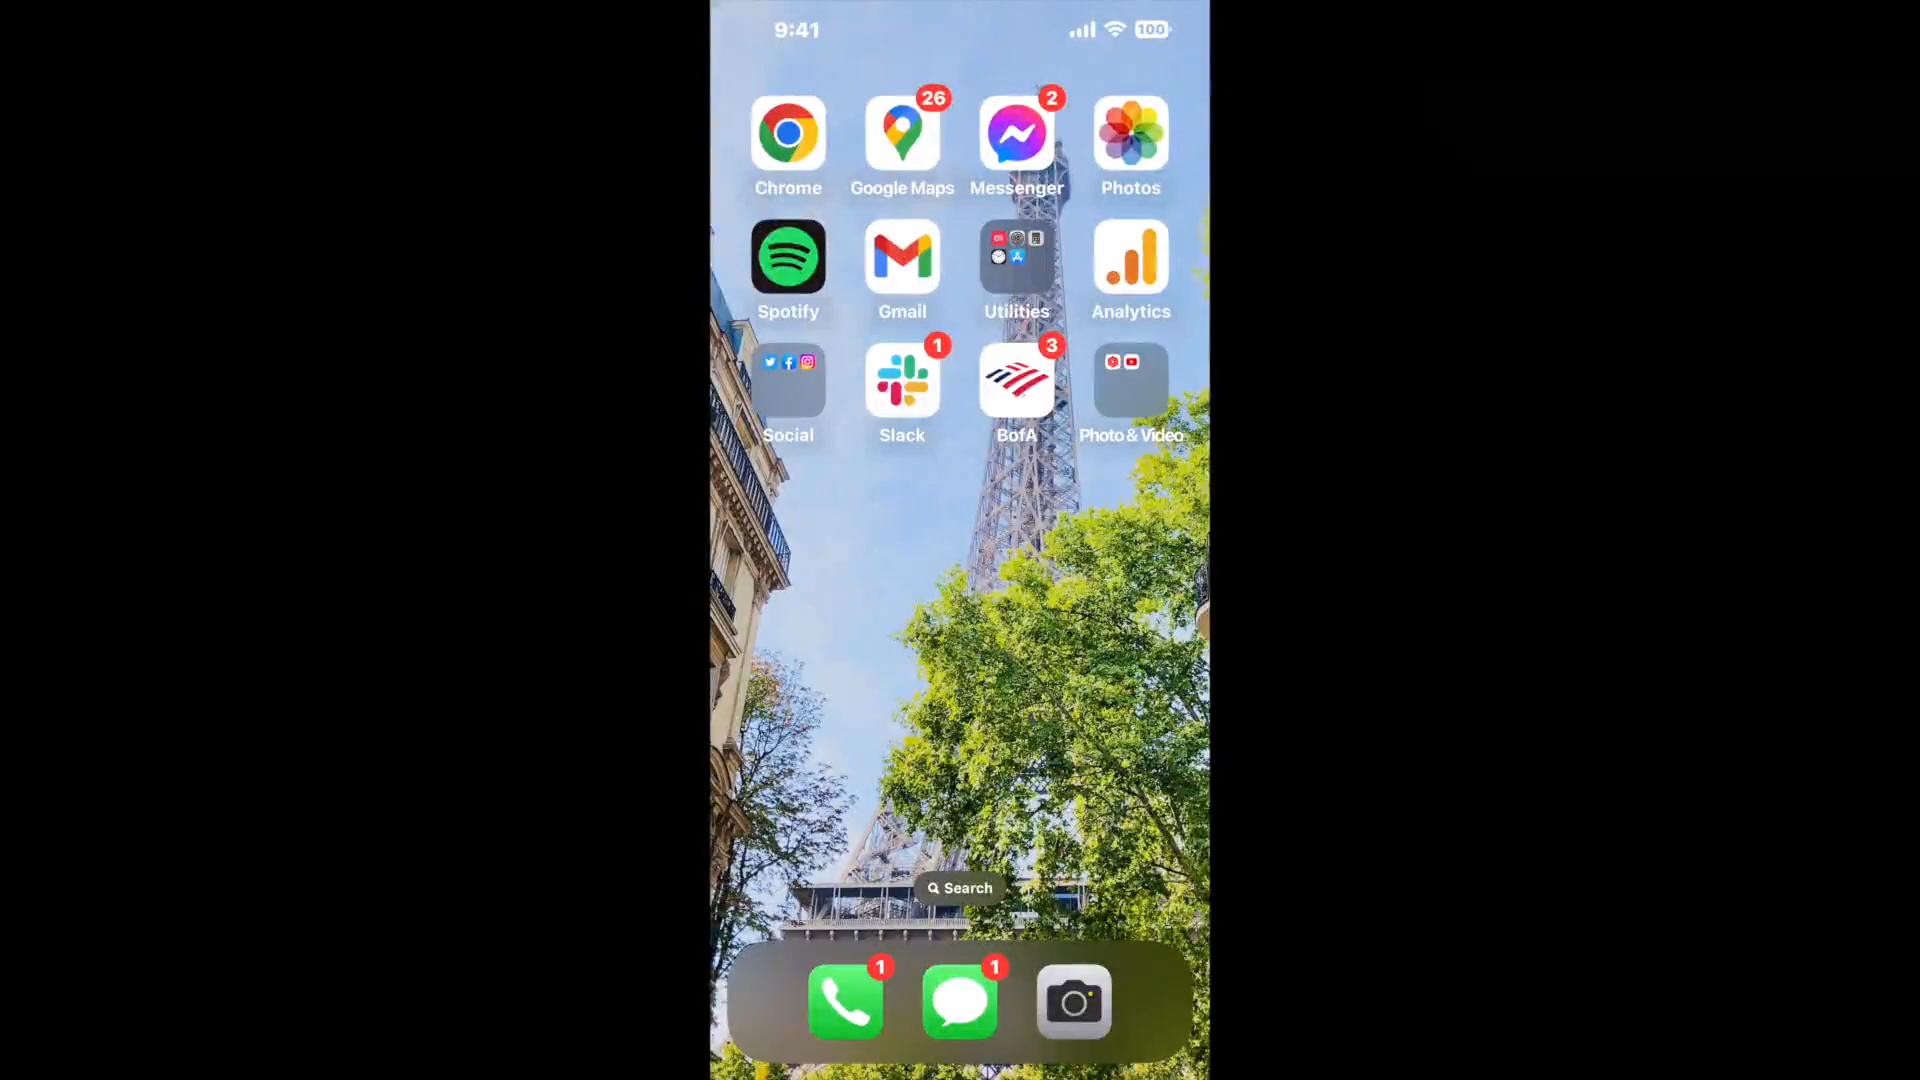 9:41
100
26
2
Chrome
Google Maps
Messenger
Photos
Spotify
Gmail
Utilities
Analytics
1
3
Social
Slack
BofA
Photo & Video
Search
1
1